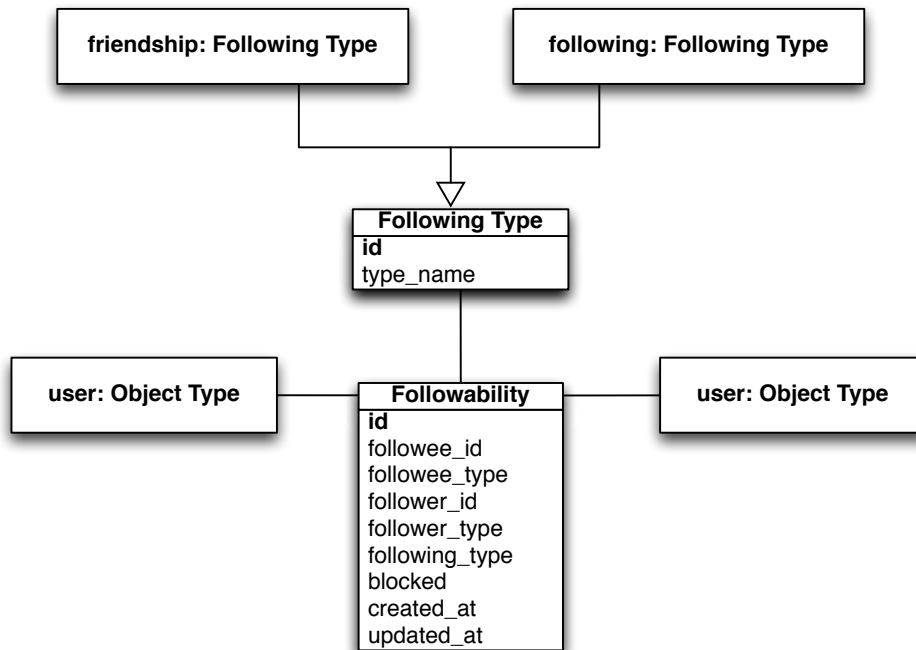 friendship: Following Type
following: Following Type
Following Type
id
type_name
user: Object Type
Followability
user: Object Type
id
followee_id
followee_type
follower_id
follower_type
following_type
blocked
created_at
updated_at